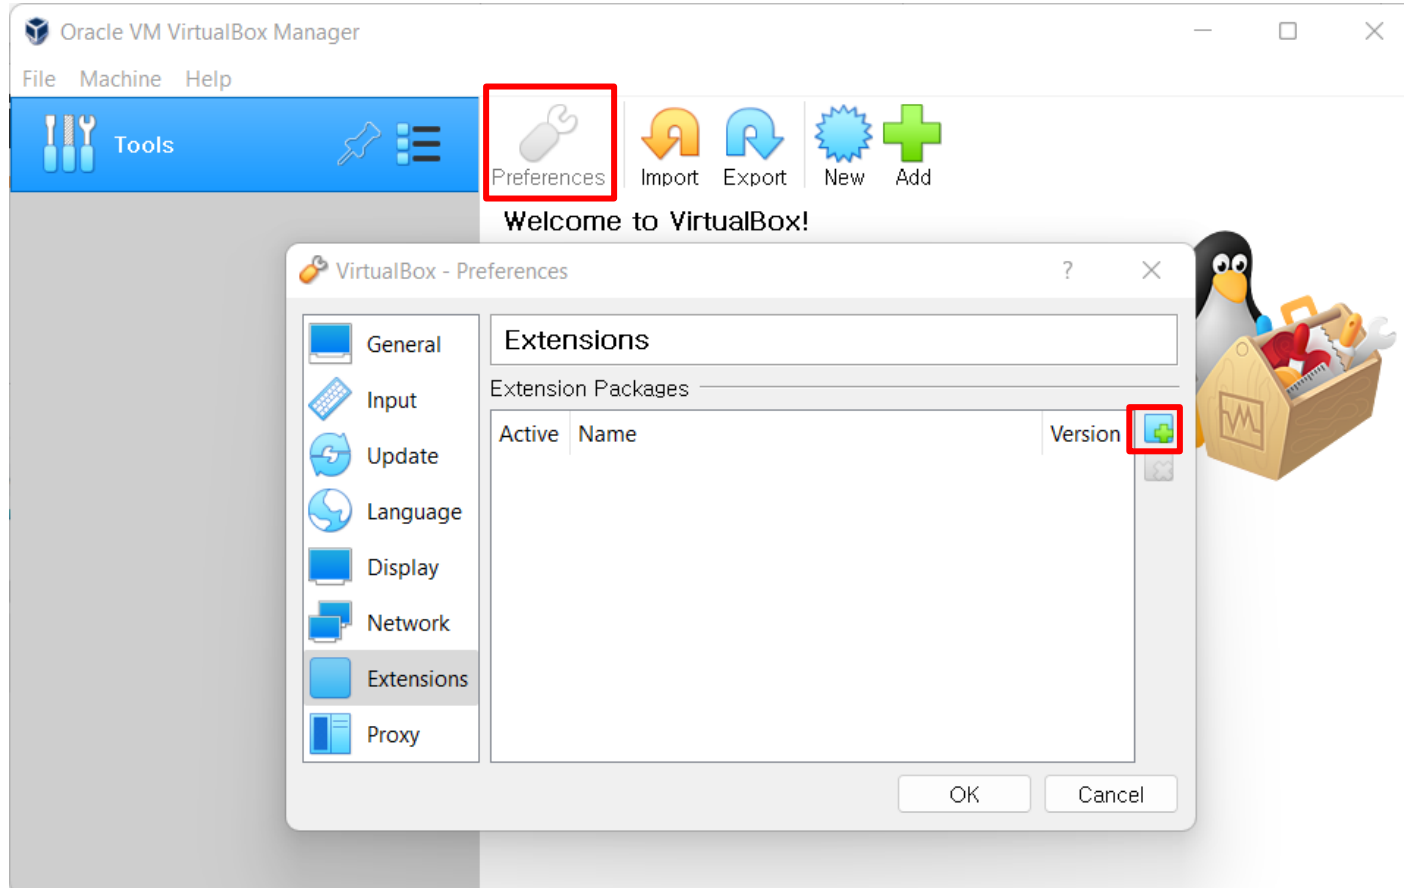 Oracle VM VirtualBox Manager
File Machine Help
Tools
Preferences Import Export New Add
Welcome to VirtualBox!
VirtualBox - Preferences ?
General
Input
Update
Language
Display
Network
Extensions
Proxy
Extensions
Extension Packages
Active Name Version
OK Cancel